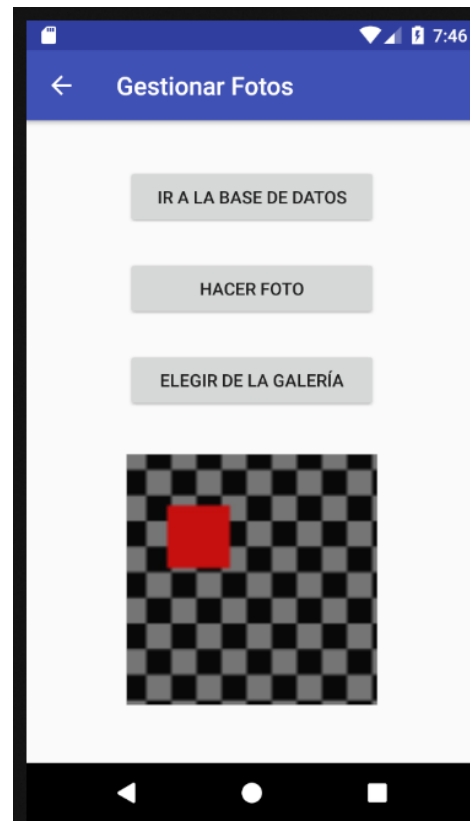 7:46
Gestionar Fotos
IR A LA BASE DE DATOS
HACER FOTO
ELEGIR DE LA GALERÍA